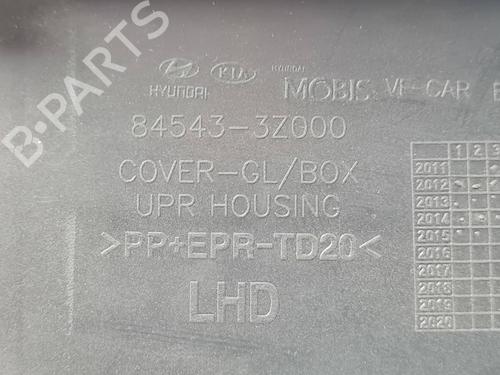 B-PARTS
HYUNDAI KIA HYUNDAI
MOBIS VF-CAR
84543-3Z000
COVER-GL/BOX
UPR HOUSING
>PP+EPR-TD20<
LHD
1 2 3
2011
2012
2013
2014
2015
2016
2017
2018
2019
2020